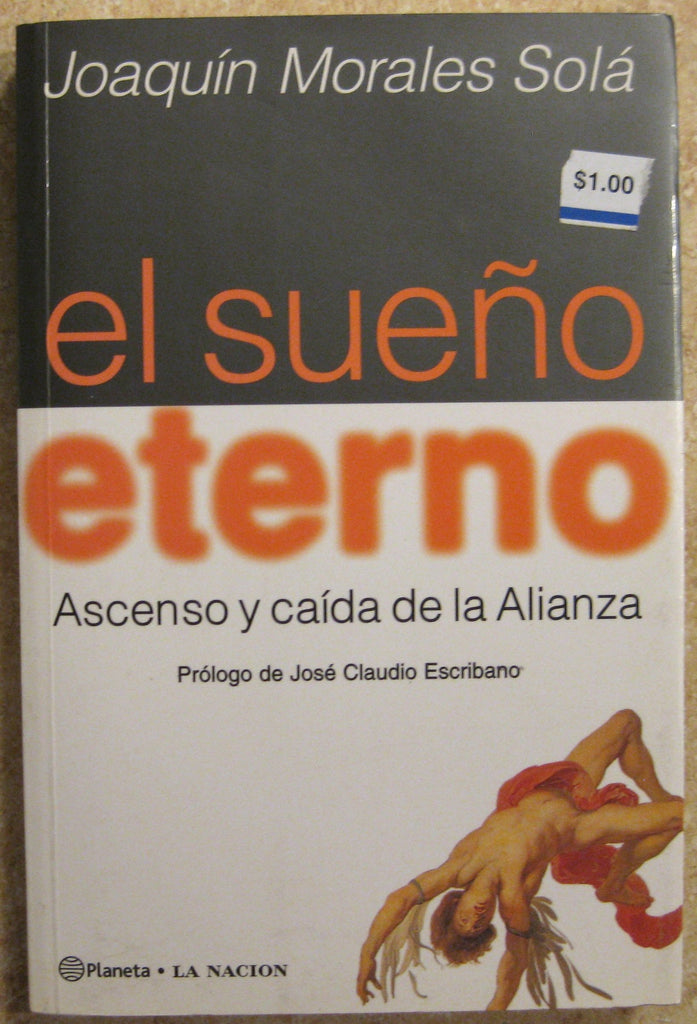 Joaquín Morales Solá
$1.00
el sueño
eterno
Ascenso y caída de la Alianza
Prólogo de José Claudio Escribano
Planeta • LA NACION